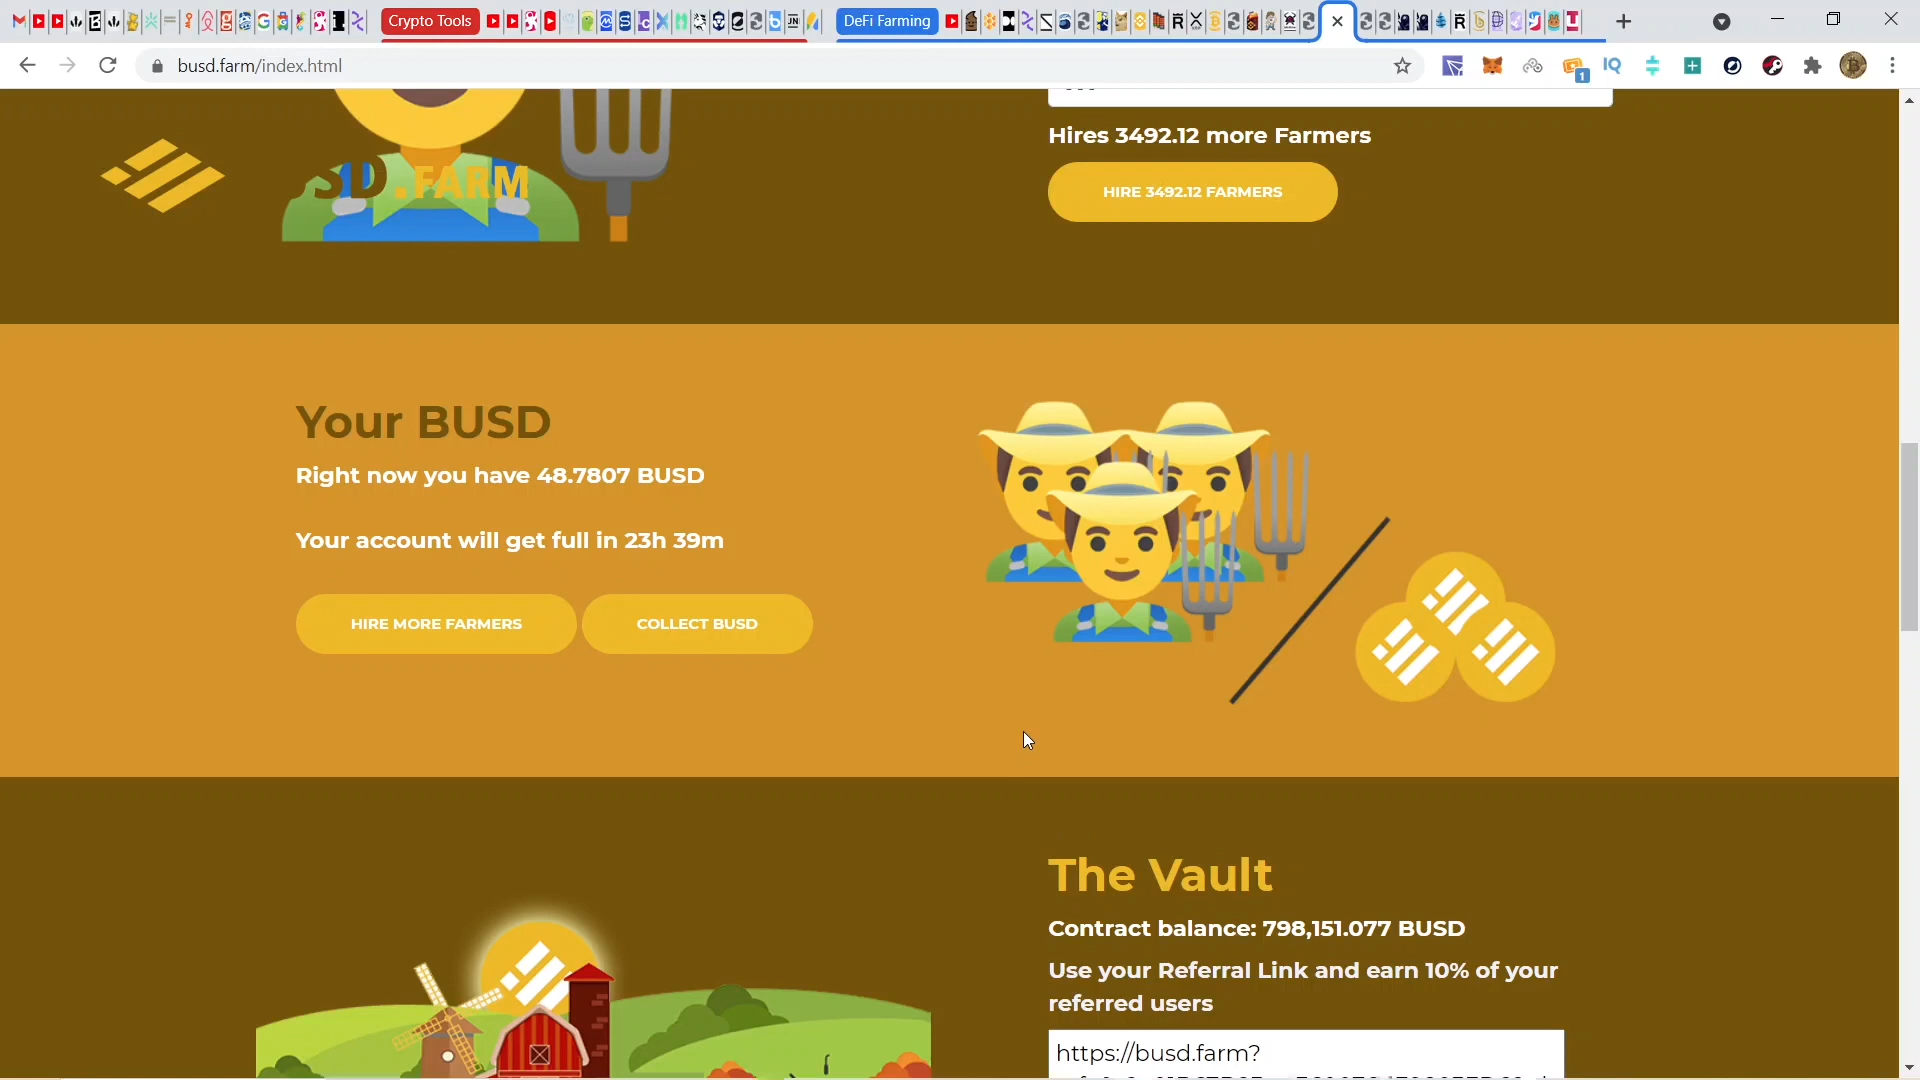 Crypto Tools
DeFi Farming
busd.farm/index.html
1
Hires 3492.12 more Farmers
HIRE 3492.12 FARMERS
.FARM
Your BUSD
Right now you have 48.7807 BUSD
Your account will get full in 23h 39m
HIRE MORE FARMERS
COLLECT BUSD
The Vault
Contract balance: 798,151.077 BUSD
Use your Referral Link and earn 10% of your
referred users
https://busd.farm?